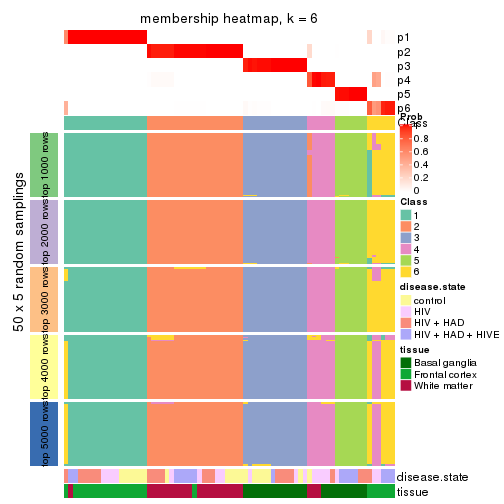 membership heatmap, k = 6
p1
p2
p3
p4
p5
p6
Class
50 x 5 random samplings
top 1000 rows
top 2000 rows
top 3000 rows
top 4000 rows
top 5000 rows
disease.state
tissue
Prob
1
0.8
0.6
0.4
0.2
0
Class
1
2
3
4
5
6
disease.state
control
HIV
HIV + HAD
HIV + HAD + HIVE
tissue
Basal ganglia
Frontal cortex
White matter